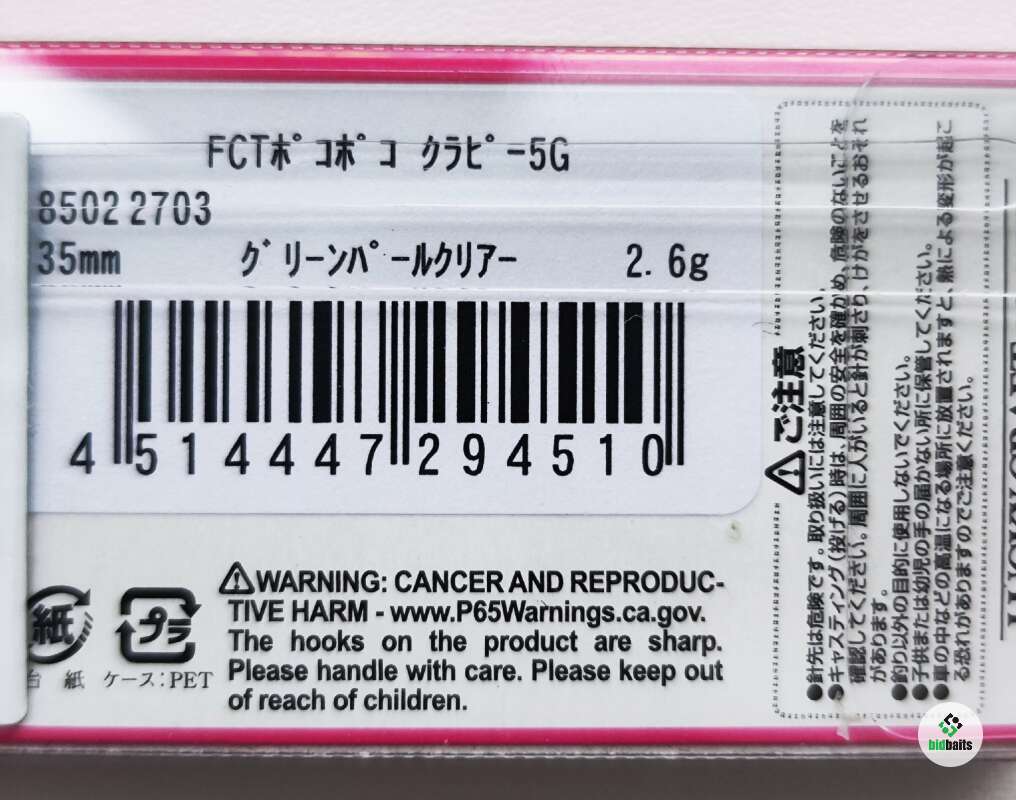 FCTﾎﾟｺﾎﾟｺ ｸﾗﾋﾟｰ5G
8502 2703
35mm ｸﾞﾘｰﾝﾊﾟｰﾙｸﾘｱｰ 2.6g
4 514447 294510
⚠WARNING: CANCER AND REPRODUC-
TIVE HARM - www.P65Warnings.ca.gov.
The hooks on the product are sharp.
Please handle with care. Please keep out
of reach of children.
紙
台紙
プラ
ケース:PET
⚠ご注意
●針先は危険です。取り扱いには注意してください。
●キャスティング(投げる)時は、周囲の安全を確かめ、危険のないことを
確認してください。周囲に人がいると針が刺さり、けがをさせるおそれ
があります。
●釣り以外の目的に使用しないでください。
●子供または幼児の手の届かない所に保管してください。
●車の中などの高温になる場所に放置されますと、熱による変形が起こ
る恐れがありますのでご注意ください。
bidbaits